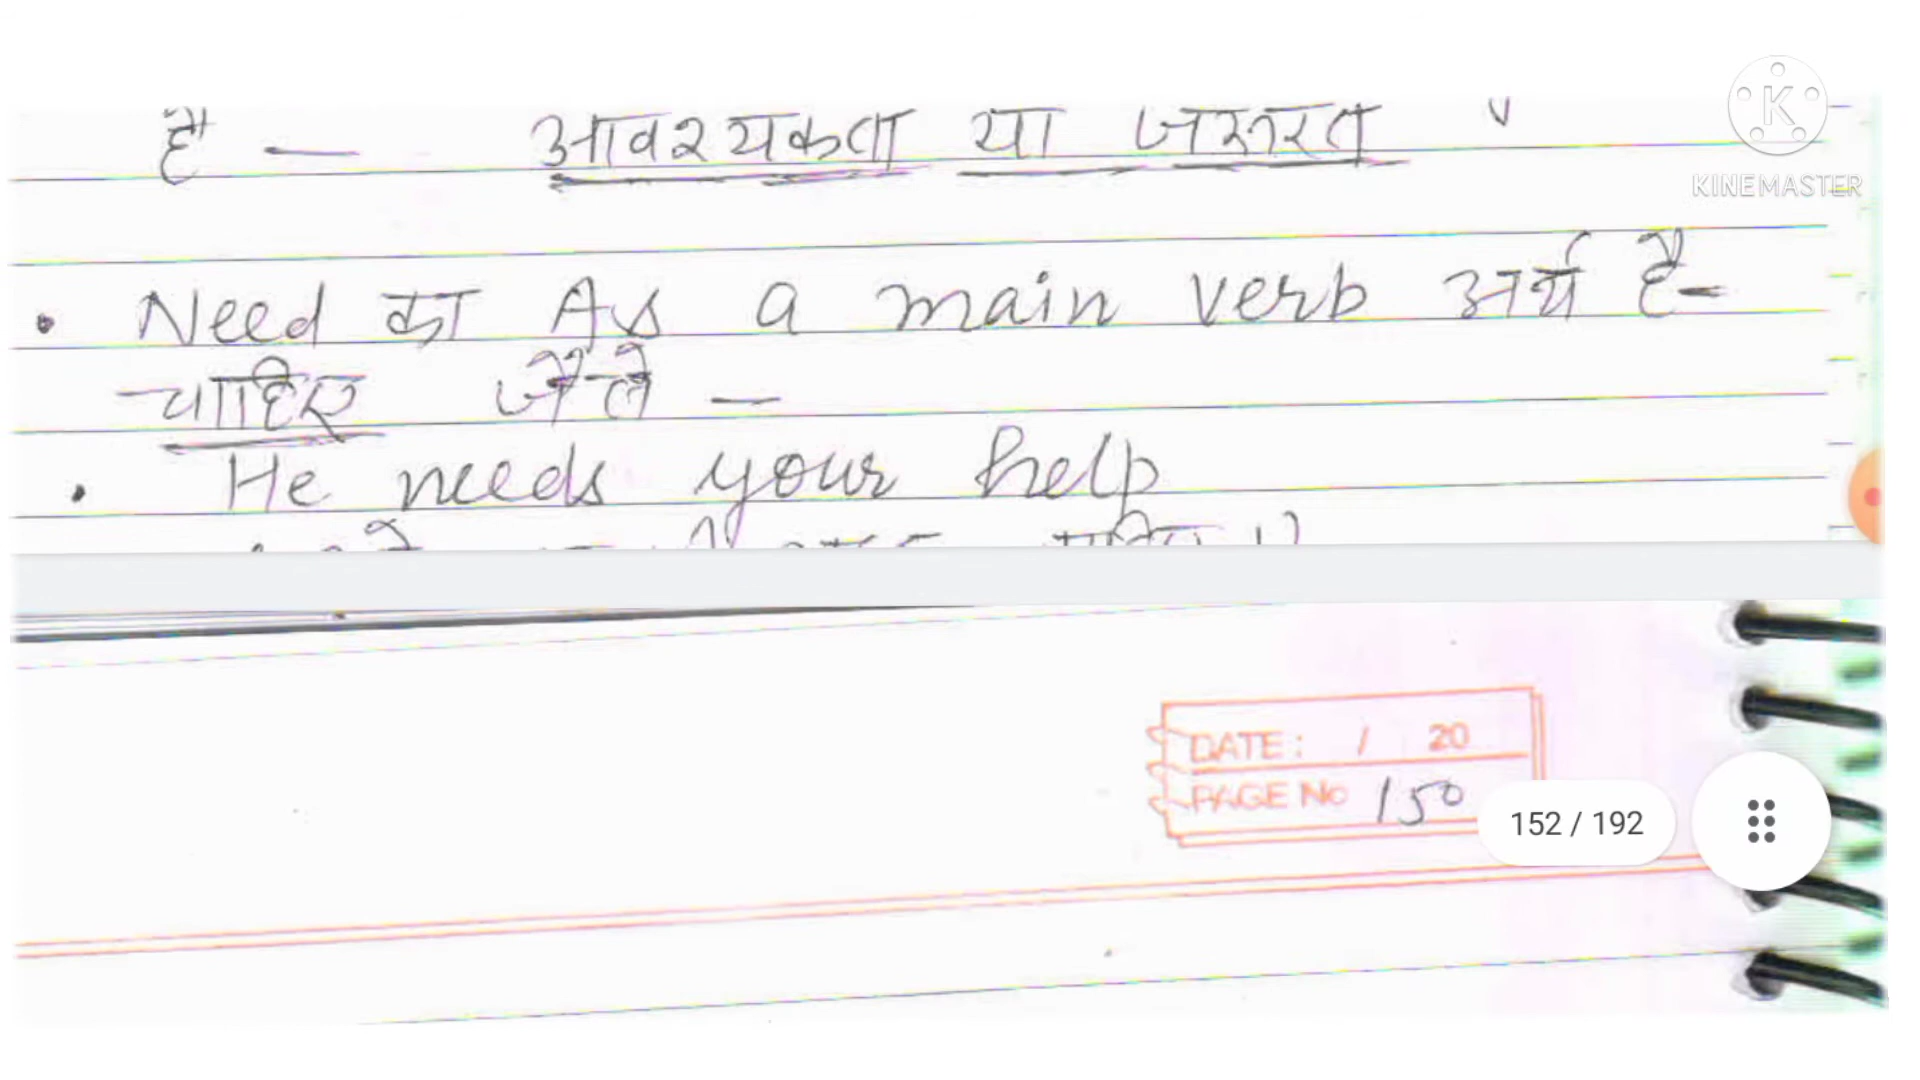 है — आवश्यकता या जरुरत
KINEMASTER
• Need का As a main verb अर्थ है-
चाहिए जैसे —
• He needs your help
DATE: / 20
PAGE No 150
152 / 192